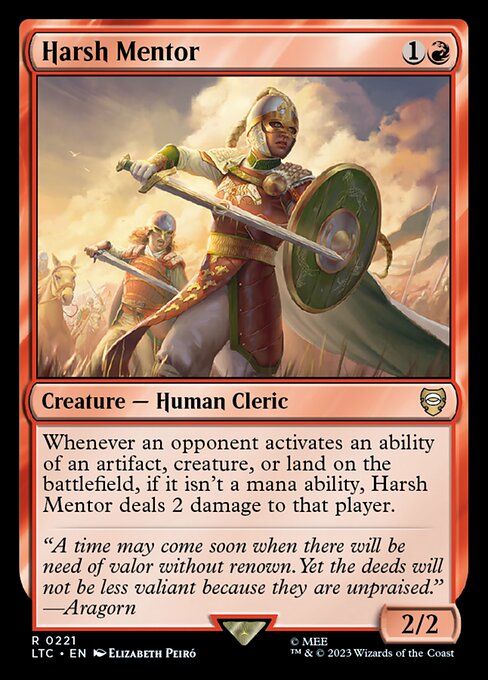 Harsh Mentor 1
Creature — Human Cleric
Whenever an opponent activates an ability
of an artifact, creature, or land on the
battlefield, if it isn't a mana ability, Harsh
Mentor deals 2 damage to that player.
“A time may come soon when there will be
need of valor without renown. Yet the deeds will
not be less valiant because they are unpraised.”
—Aragorn
2/2
R 0221
LTC • EN Elizabeth Peiró
© MEE
™ & © 2023 Wizards of the Coast